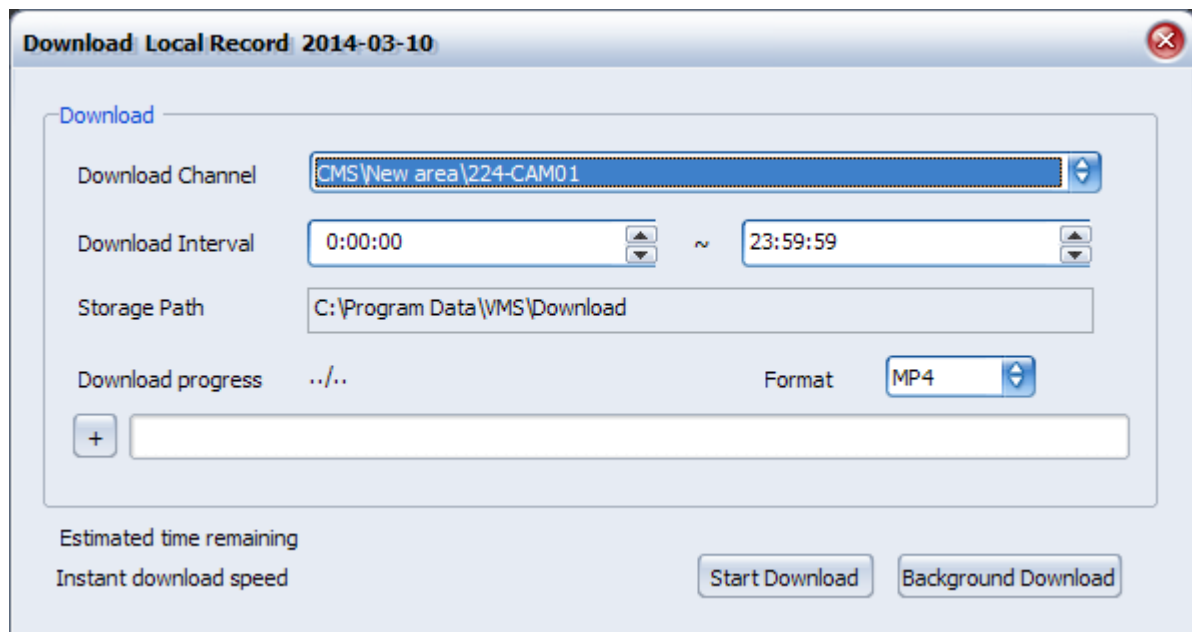 Download Local Record 2014-03-10
Download
Download Channel CMS\New area\224-CAM01
Download Interval 0:00:00 ~ 23:59:59
Storage Path C:\Program Data\VMS\Download
Download progress ../.. Format MP4
+
Estimated time remaining
Instant download speed Start Download Background Download